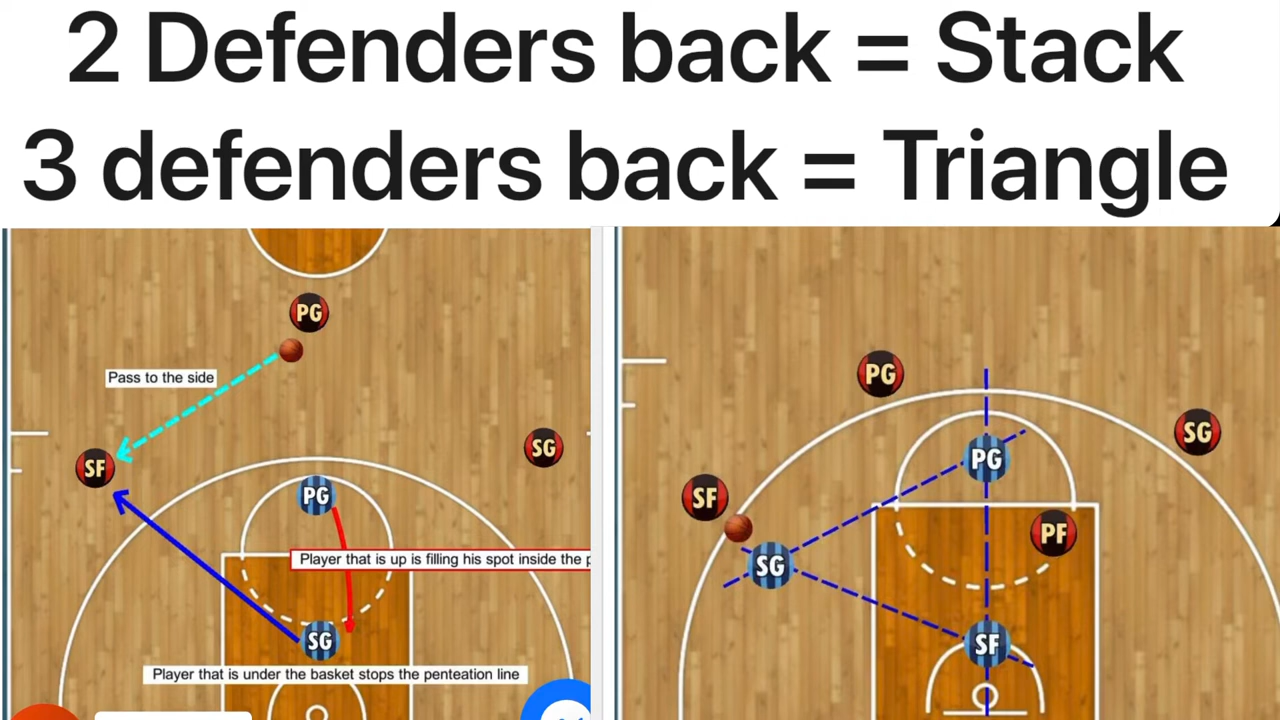 2 Defenders back = Stack
3 defenders back = Triangle
PG
Pass to the side
SF
SG
PG
Player that is up is filling his spot inside the p
SG
Player that is under the basket stops the penteation line
PG
SG
PG
SF
PF
SG
SF